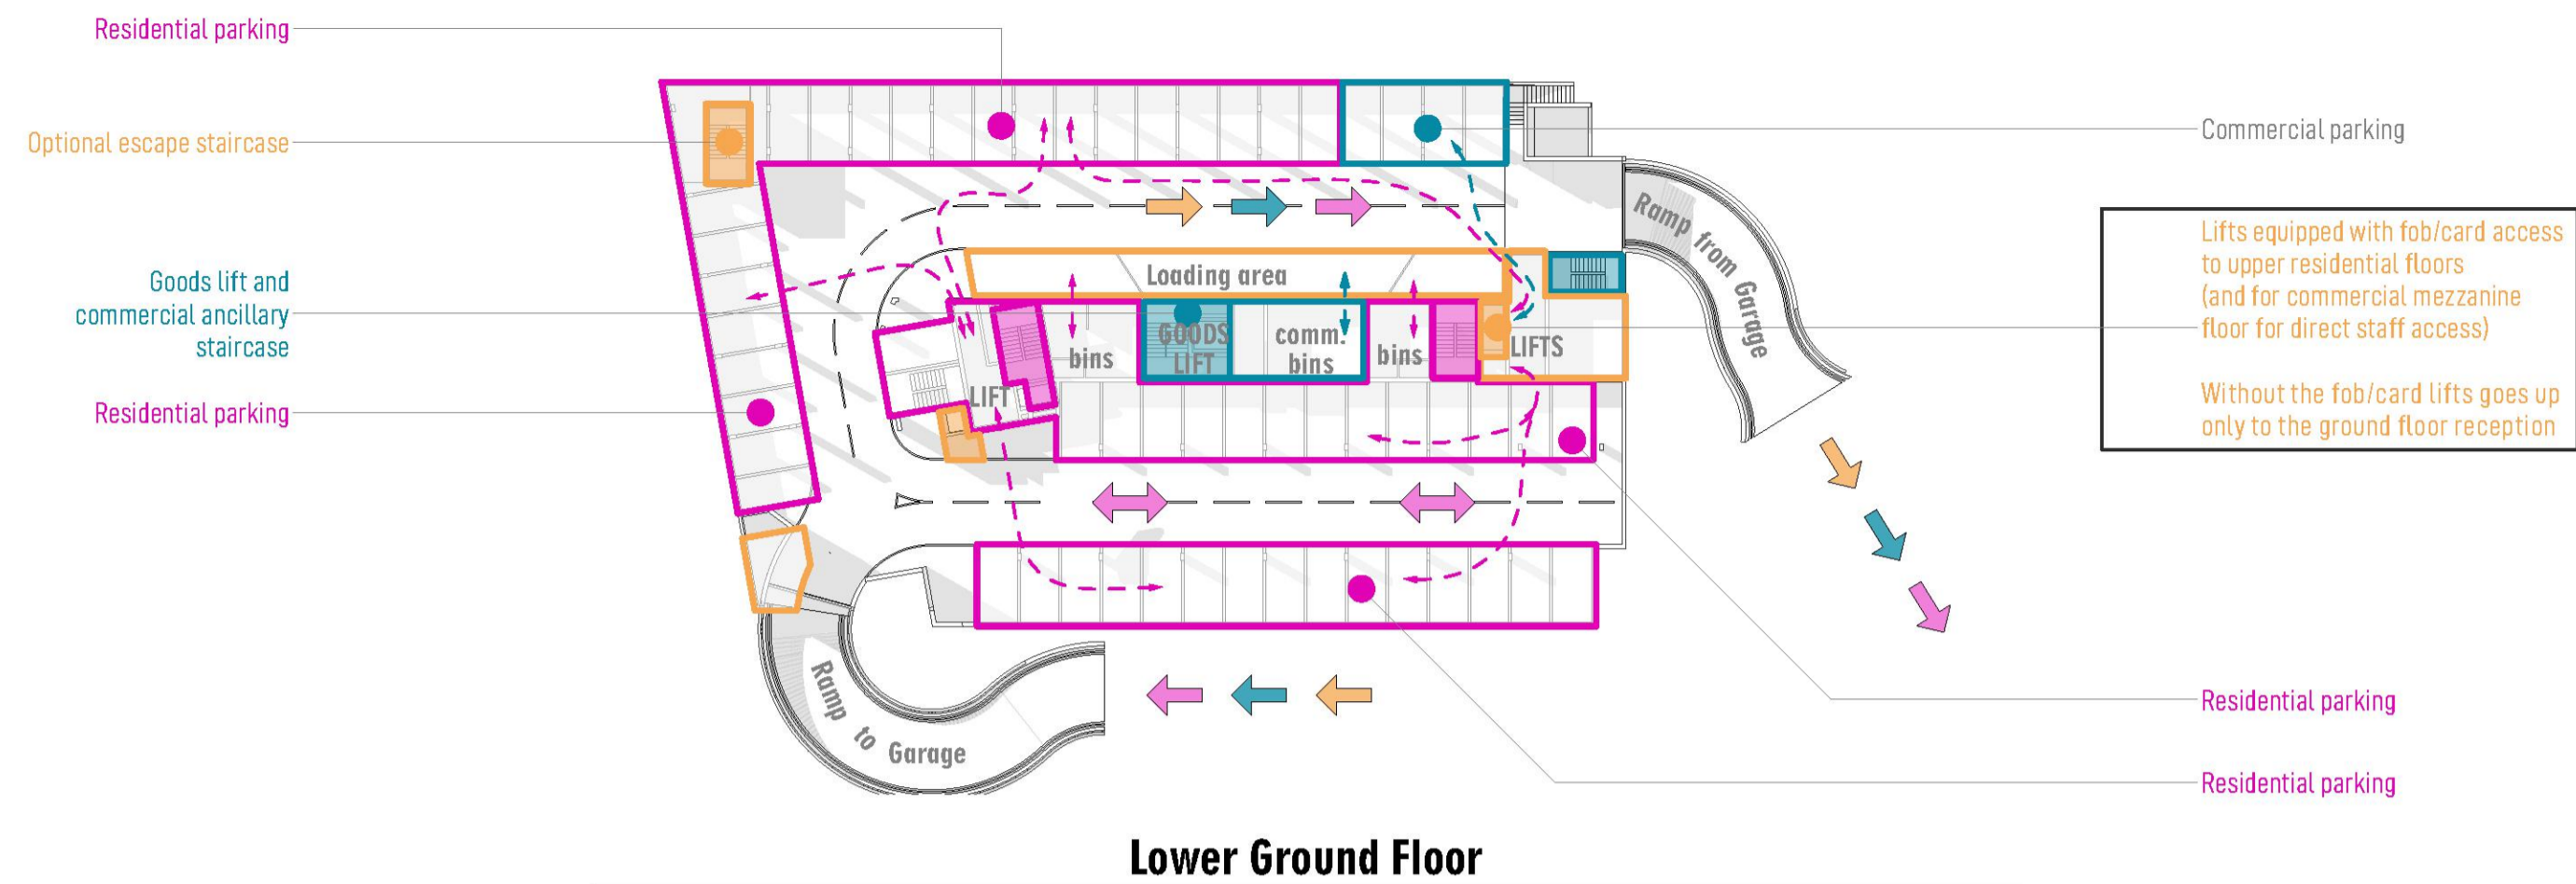 Residential parking
Optional escape staircase
Commercial parking
Ramp from Garage
Lifts equipped with fob/card access
to upper residential floors
(and for commercial mezzanine
floor for direct staff access)
Without the fob/card lifts goes up
only to the ground floor reception
Goods lift and
commercial ancillary
staircase
Loading area
bins
GOODS
LIFT
comm.
bins
bins
LIFTS
LIFT
Residential parking
Ramp to Garage
Residential parking
Residential parking
Lower Ground Floor